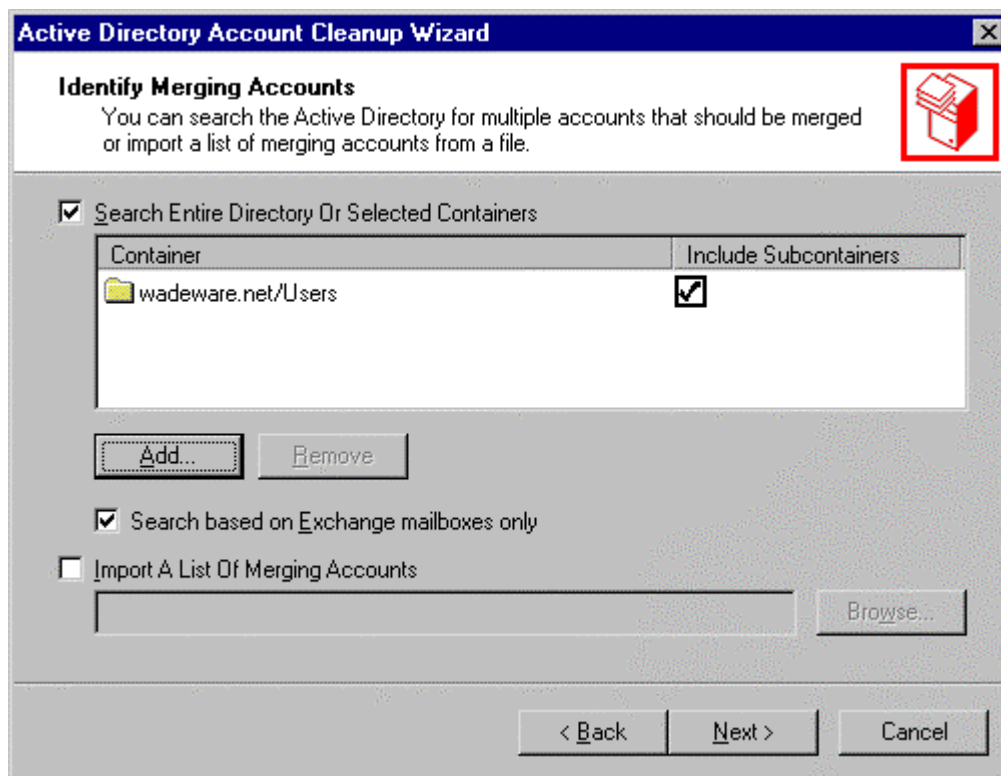 Active Directory Account Cleanup Wizard
Identify Merging Accounts
You can search the Active Directory for multiple accounts that should be merged
or import a list of merging accounts from a file.
Search Entire Directory Or Selected Containers
Container Include Subcontainers
wadeware.net/Users
Add... Remove
Search based on Exchange mailboxes only
Import A List Of Merging Accounts
Browse...
< Back Next > Cancel